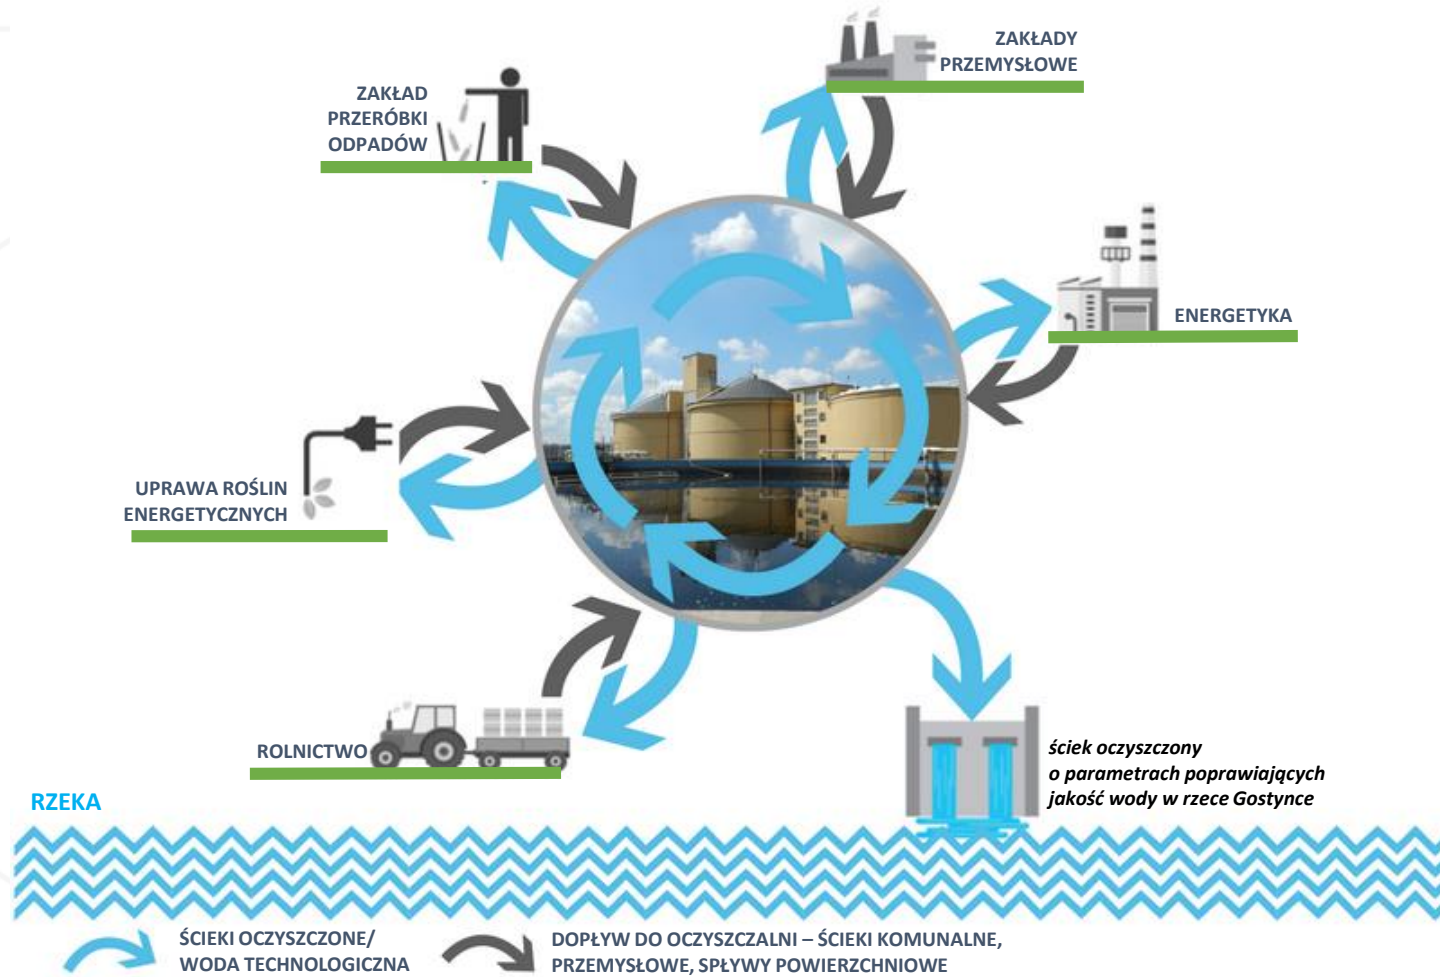 ZAKŁADY
PRZEMYSŁOWE
ZAKŁAD
PRZERÓBKI
ODPADÓW
ENERGETYKA
UPRAWA ROŚLIN
ENERGETYCZNYCH
ROLNICTWO
ściek oczyszczony
o parametrach poprawiających
jakość wody w rzece Gostynce
RZEKA
ŚCIEKI OCZYSZCZONE/
WODA TECHNOLOGICZNA
DOPŁYW DO OCZYSZCZALNI – ŚCIEKI KOMUNALNE,
PRZEMYSŁOWE, SPŁYWY POWIERZCHNIOWE